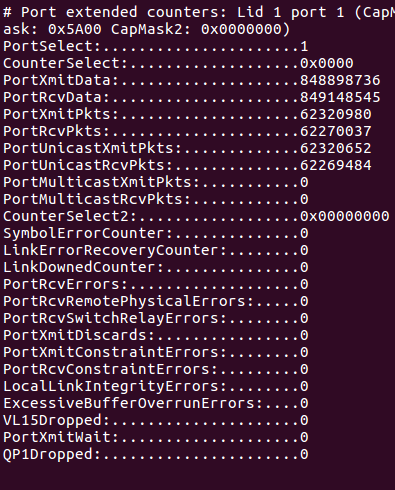 # Port extended counters: Lid 1 port 1 (CapM
ask: 0x5A00 CapMask2: 0x0000000)
PortSelect:......................1
CounterSelect:...................0x0000
PortXmitData:....................848898736
PortRcvData:.....................849148545
PortXmitPkts:....................62320980
PortRcvPkts:.....................62270037
PortUnicastXmitPkts:.............62320652
PortUnicastRcvPkts:..............62269484
PortMulticastXmitPkts:...........0
PortMulticastRcvPkts:............0
CounterSelect2:..................0x00000000
SymbolErrorCounter:..............0
LinkErrorRecoveryCounter:........0
LinkDownedCounter:...............0
PortRcvErrors:...................0
PortRcvRemotePhysicalErrors:.....0
PortRcvSwitchRelayErrors:........0
PortXmitDiscards:................0
PortXmitConstraintErrors:........0
PortRcvConstraintErrors:.........0
LocalLinkIntegrityErrors:........0
ExcessiveBufferOverrunErrors:....0
VL15Dropped:.....................0
PortXmitWait:....................0
QP1Dropped:......................0